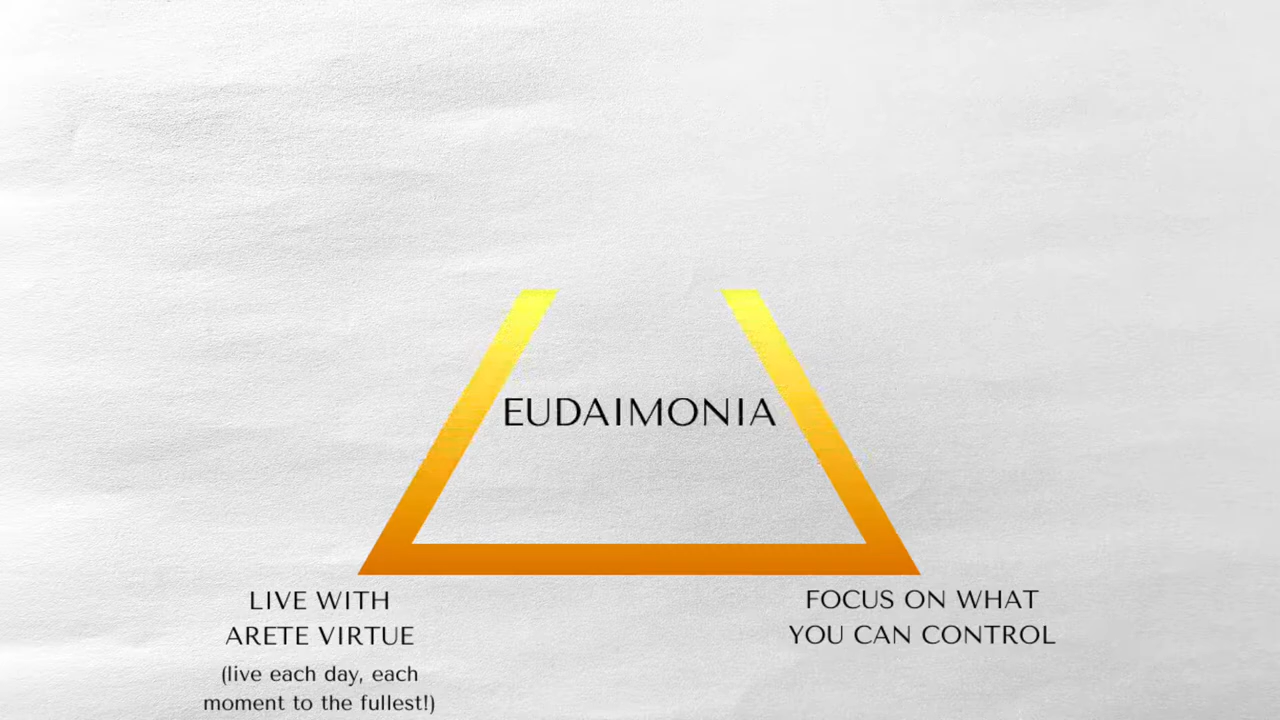 EUDAIMONIA
LIVE WITH
ARETE VIRTUE
(live each day, each
moment to the fullest!)
FOCUS ON WHAT
YOU CAN CONTROL